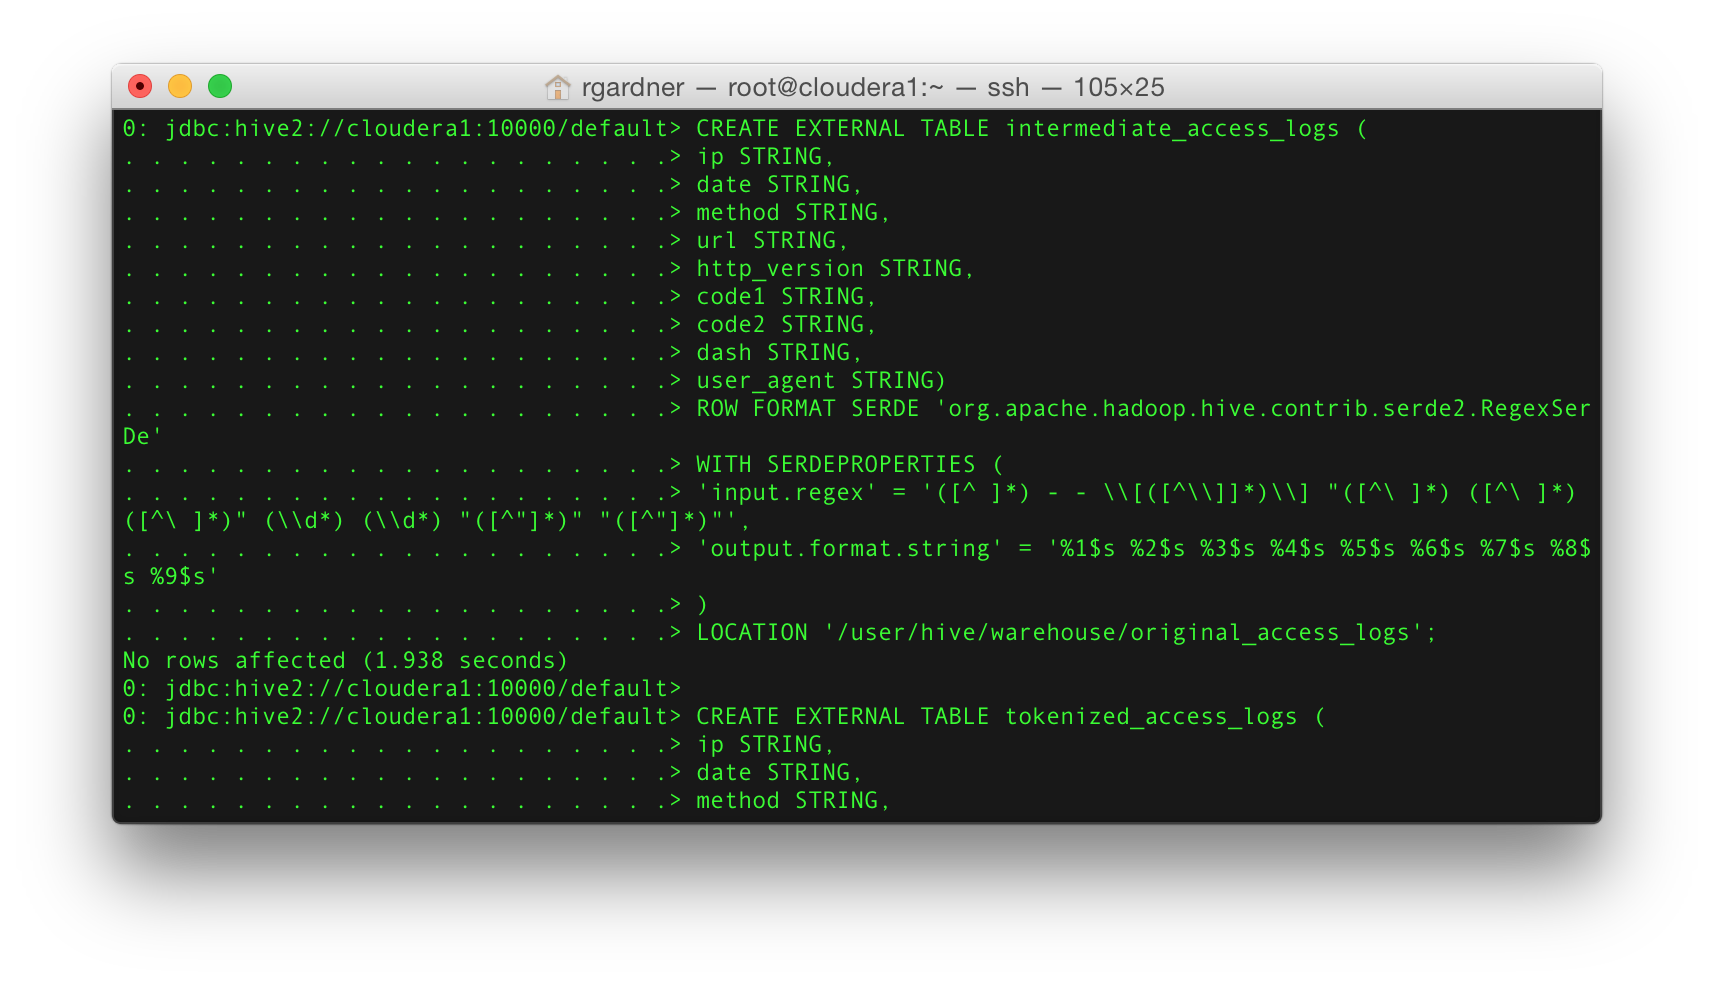 rgardner — root@cloudera1:~ — ssh — 105×25
0: jdbc:hive2://cloudera1:10000/default> CREATE EXTERNAL TABLE intermediate_access_logs (
. . . . . . . . . . . . . . . . . . . .> ip STRING,
. . . . . . . . . . . . . . . . . . . .> date STRING,
. . . . . . . . . . . . . . . . . . . .> method STRING,
. . . . . . . . . . . . . . . . . . . .> url STRING,
. . . . . . . . . . . . . . . . . . . .> http_version STRING,
. . . . . . . . . . . . . . . . . . . .> code1 STRING,
. . . . . . . . . . . . . . . . . . . .> code2 STRING,
. . . . . . . . . . . . . . . . . . . .> dash STRING,
. . . . . . . . . . . . . . . . . . . .> user_agent STRING)
. . . . . . . . . . . . . . . . . . . .> ROW FORMAT SERDE 'org.apache.hadoop.hive.contrib.serde2.RegexSer
De'
. . . . . . . . . . . . . . . . . . . .> WITH SERDEPROPERTIES (
. . . . . . . . . . . . . . . . . . . .> 'input.regex' = '([^ ]*) - - \\[([^\\]]*)\\] "([^\ ]*) ([^\ ]*)
([^\ ]*)" (\\d*) (\\d*) "([^"]*)" "([^"]*)"',
. . . . . . . . . . . . . . . . . . . .> 'output.format.string' = '%1$s %2$s %3$s %4$s %5$s %6$s %7$s %8$
s %9$s'
. . . . . . . . . . . . . . . . . . . .> )
. . . . . . . . . . . . . . . . . . . .> LOCATION '/user/hive/warehouse/original_access_logs';
No rows affected (1.938 seconds)
0: jdbc:hive2://cloudera1:10000/default>
0: jdbc:hive2://cloudera1:10000/default> CREATE EXTERNAL TABLE tokenized_access_logs (
. . . . . . . . . . . . . . . . . . . .> ip STRING,
. . . . . . . . . . . . . . . . . . . .> date STRING,
. . . . . . . . . . . . . . . . . . . .> method STRING,